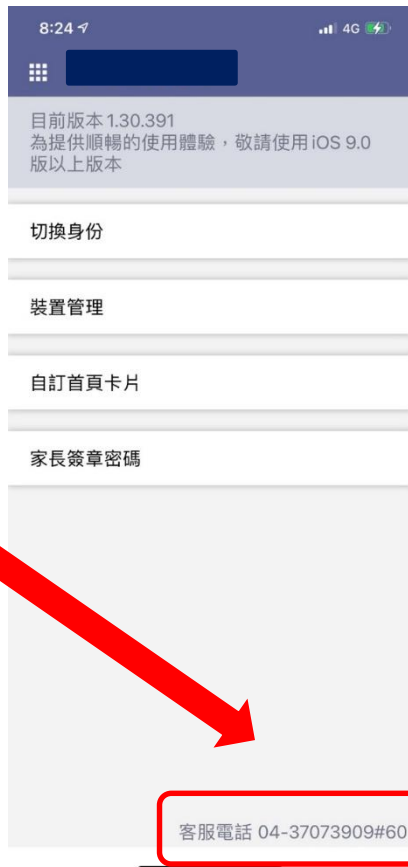 8:24
4G
目前版本 1.30.391
為提供順暢的使用體驗，敬請使用 iOS 9.0
版以上版本
切換身份
裝置管理
自訂首頁卡片
家長簽章密碼
客服電話 04-37073909#60